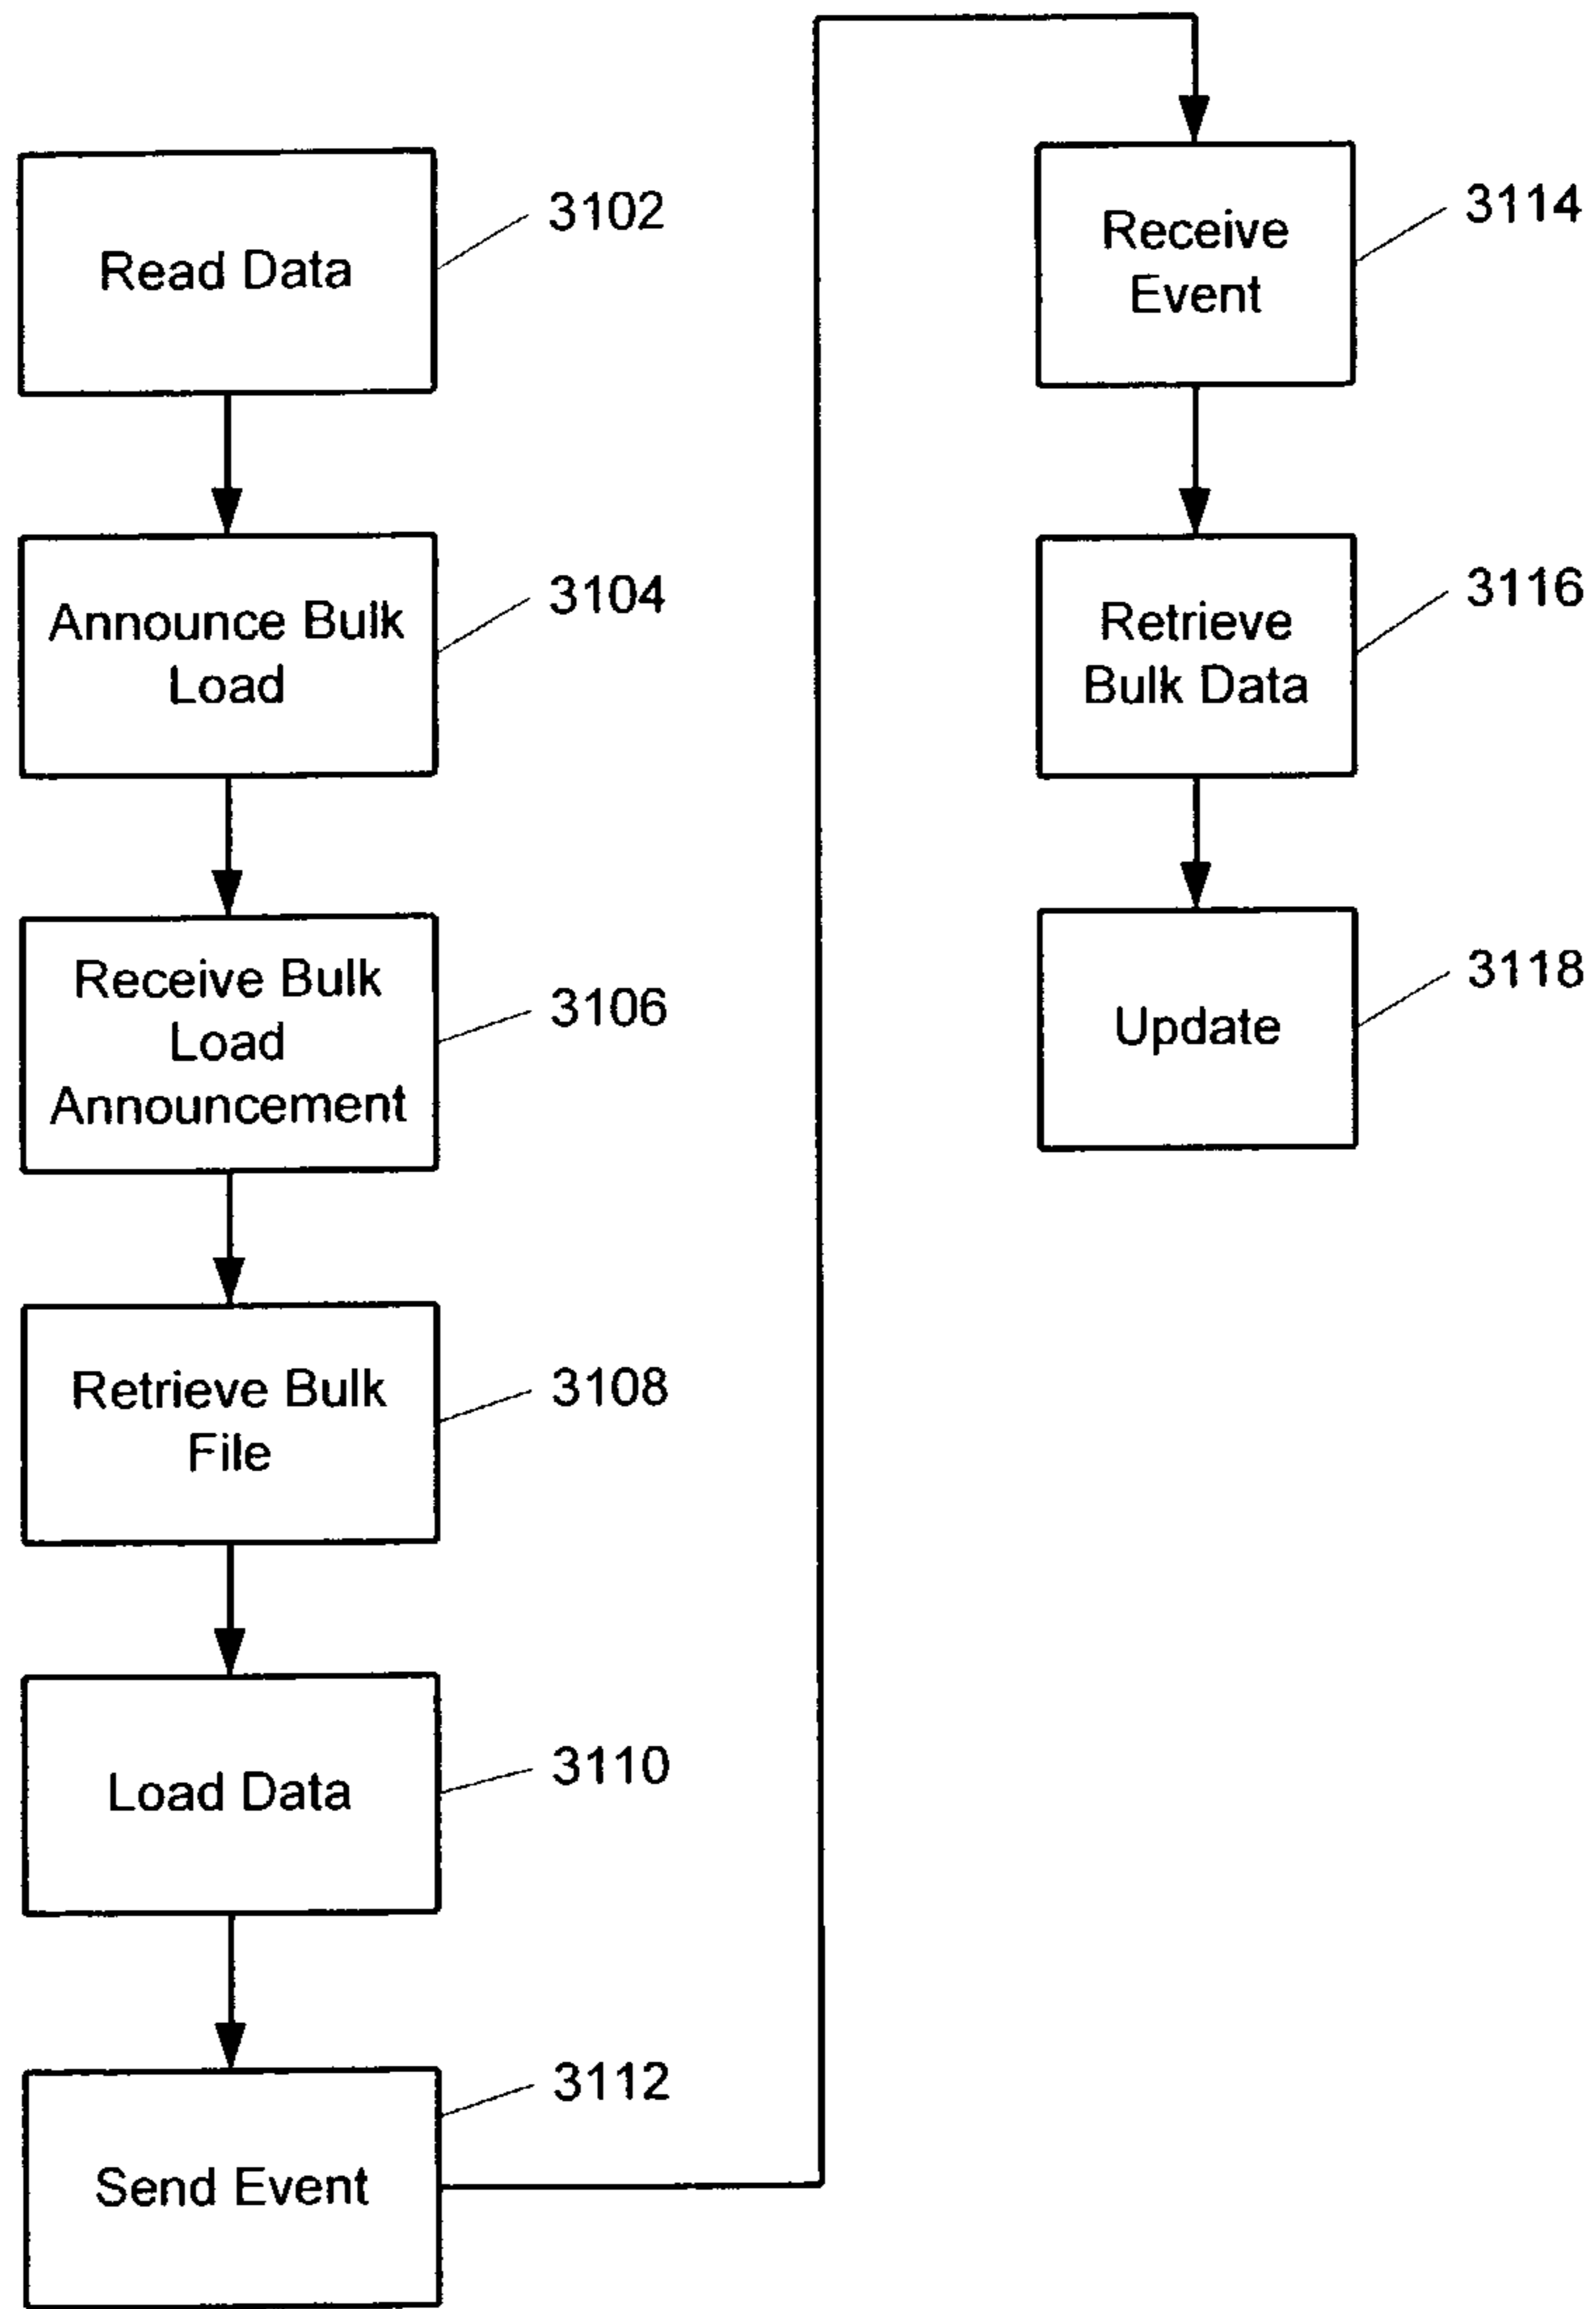 Read Data
3102
Announce Bulk
Load
3104
Receive Bulk
Load
Announcement
3106
Retrieve Bulk
File
3108
Load Data
3110
Send Event
3112
Receive
Event
3114
Retrieve
Bulk Data
3116
Update
3118